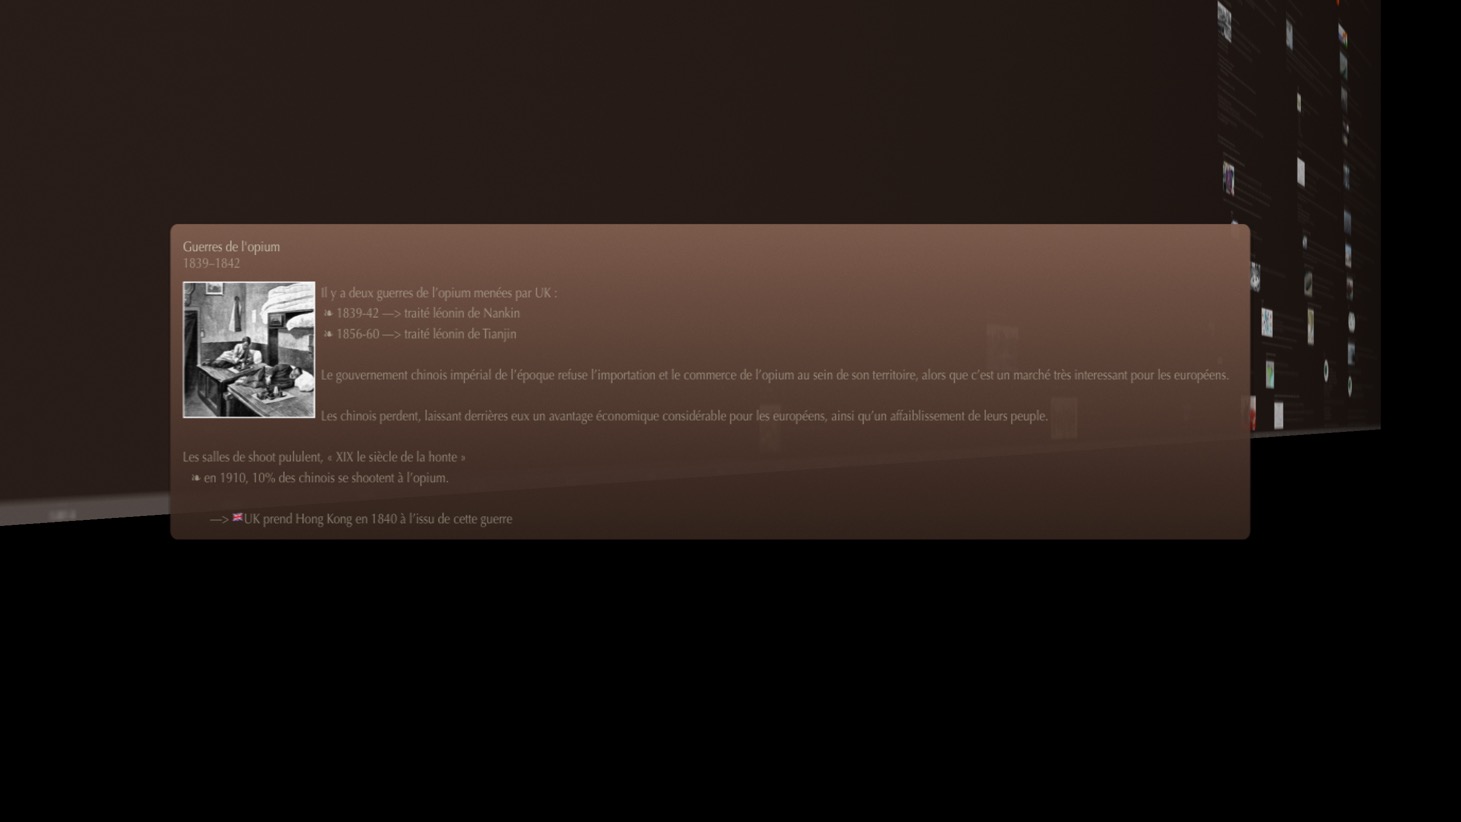 Guerres de l'opium
1839–1842
Il y a deux guerres de l'opium menées par UK :
❧ 1839-42 —> traité léonin de Nankin
❧ 1856-60 —> traité léonin de Tianjin
Le gouvernement chinois impérial de l'époque refuse l'importation et le commerce de l'opium au sein de son territoire, alors que c'est un marché très interessant pour les européens.
Les chinois perdent, laissant derrières eux un avantage économique considérable pour les européens, ainsi qu'un affaiblissement de leurs peuple.
Les salles de shoot pululent, « XIX le siècle de la honte »
❧ en 1910, 10% des chinois se shootent à l'opium.
—> 🇬🇧UK prend Hong Kong en 1840 à l'issu de cette guerre